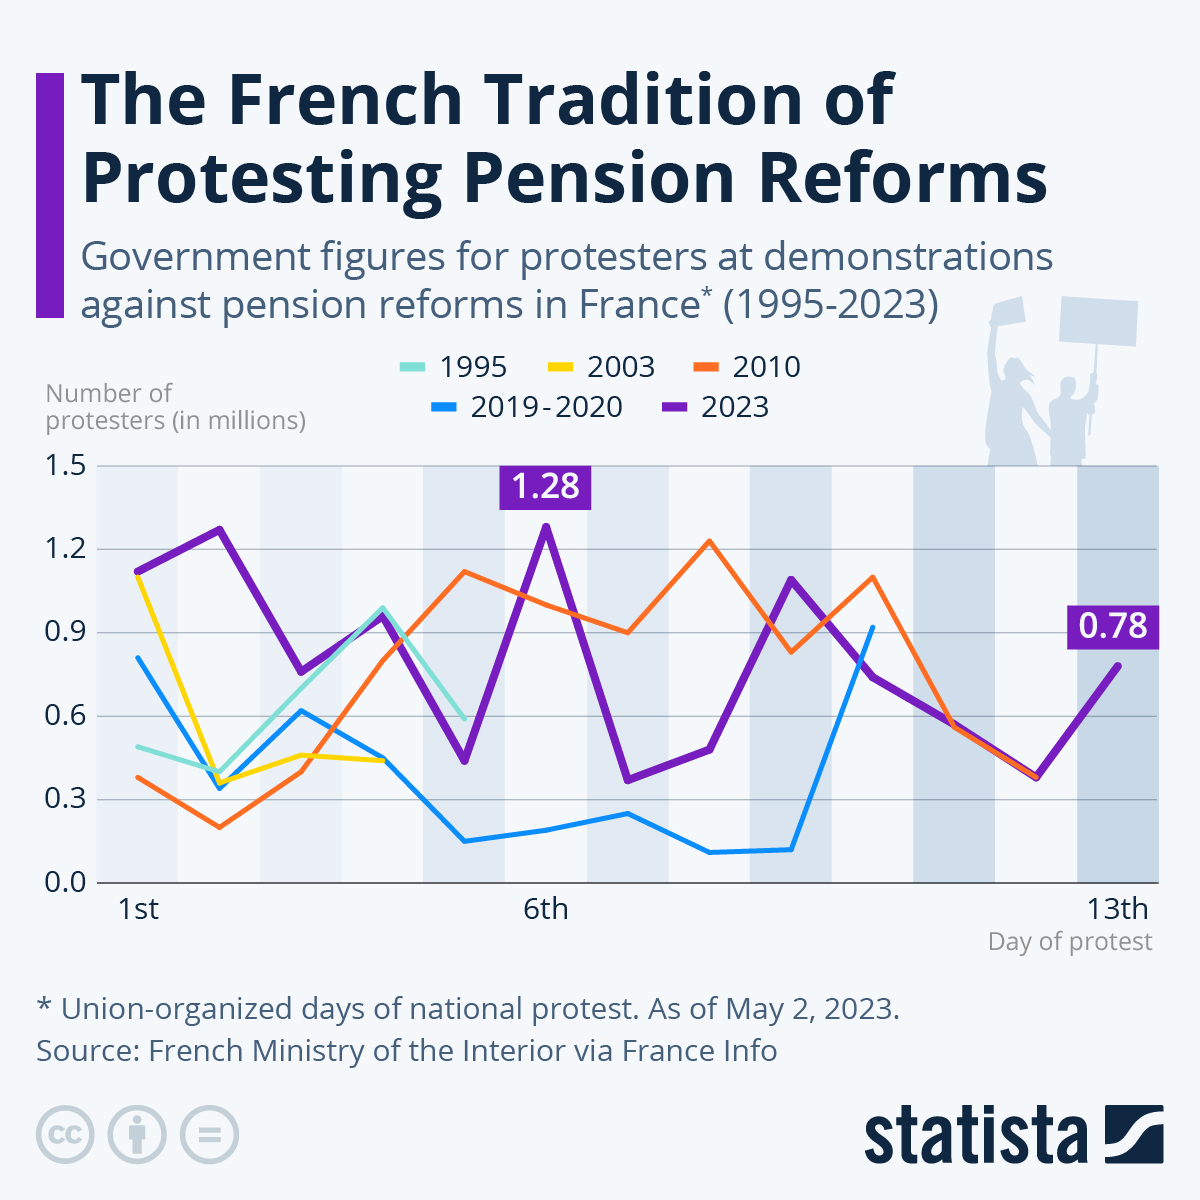 The French Tradition of
Protesting Pension Reforms
Government figures for protesters at demonstrations
against pension reforms in France* (1995-2023)
1995 2003 2010
2019-2020 2023
Number of
protesters (in millions)
1.5
1.2
0.9
0.6
0.3
0.0
1.28
0.78
1st 6th 13th
Day of protest
* Union-organized days of national protest. As of May 2, 2023.
Source: French Ministry of the Interior via France Info
cc
statista